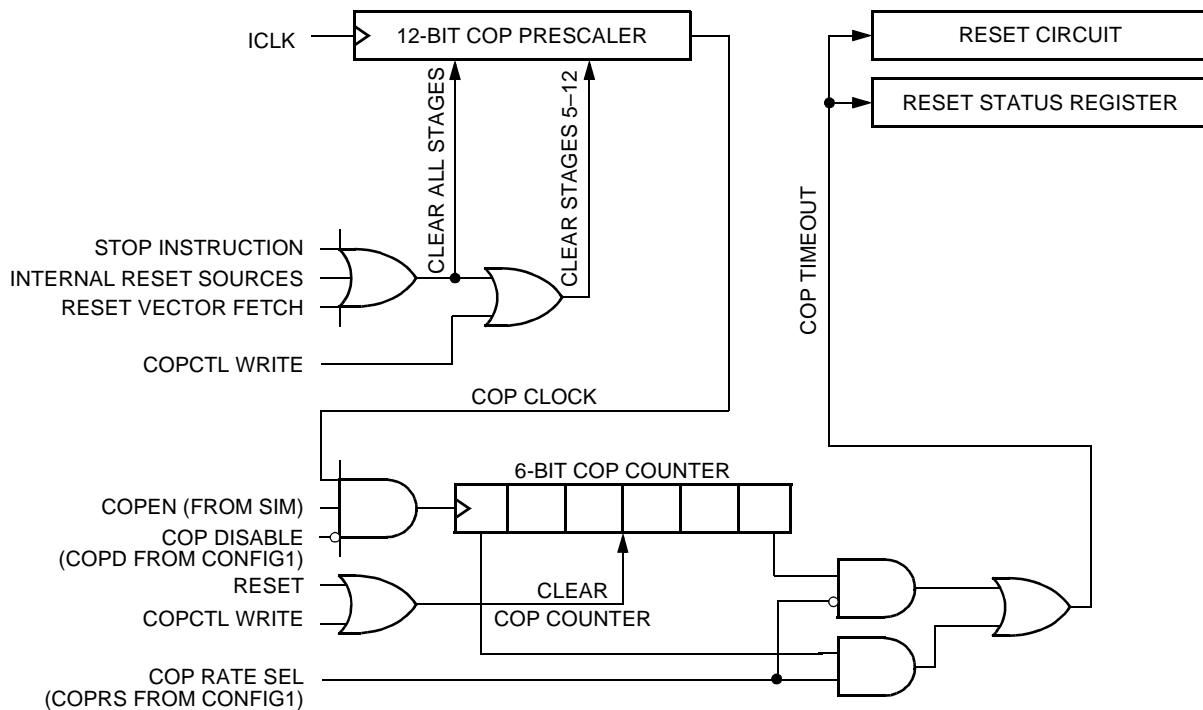 ICLK
12-BIT COP PRESCALER
RESET CIRCUIT
RESET STATUS REGISTER
CLEAR ALL STAGES
CLEAR STAGES 5–12
COP TIMEOUT
STOP INSTRUCTION
INTERNAL RESET SOURCES
RESET VECTOR FETCH
COPCTL WRITE
COP CLOCK
6-BIT COP COUNTER
COPEN (FROM SIM)
COP DISABLE
(COPD FROM CONFIG1)
RESET
CLEAR
COPCTL WRITE
COP COUNTER
COP RATE SEL
(COPRS FROM CONFIG1)